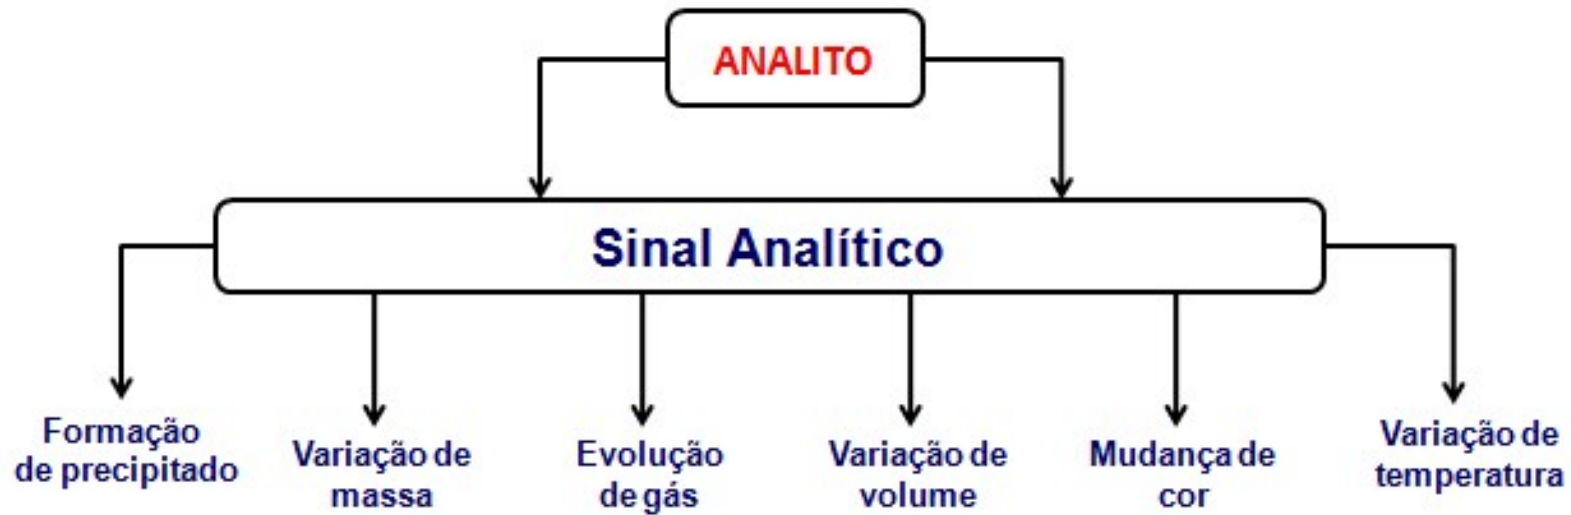 ANALITO
Sinal Analítico
Formação
de precipitado
Variação de
massa
Evolução
de gás
Variação de
volume
Mudança de
cor
Variação de
temperatura